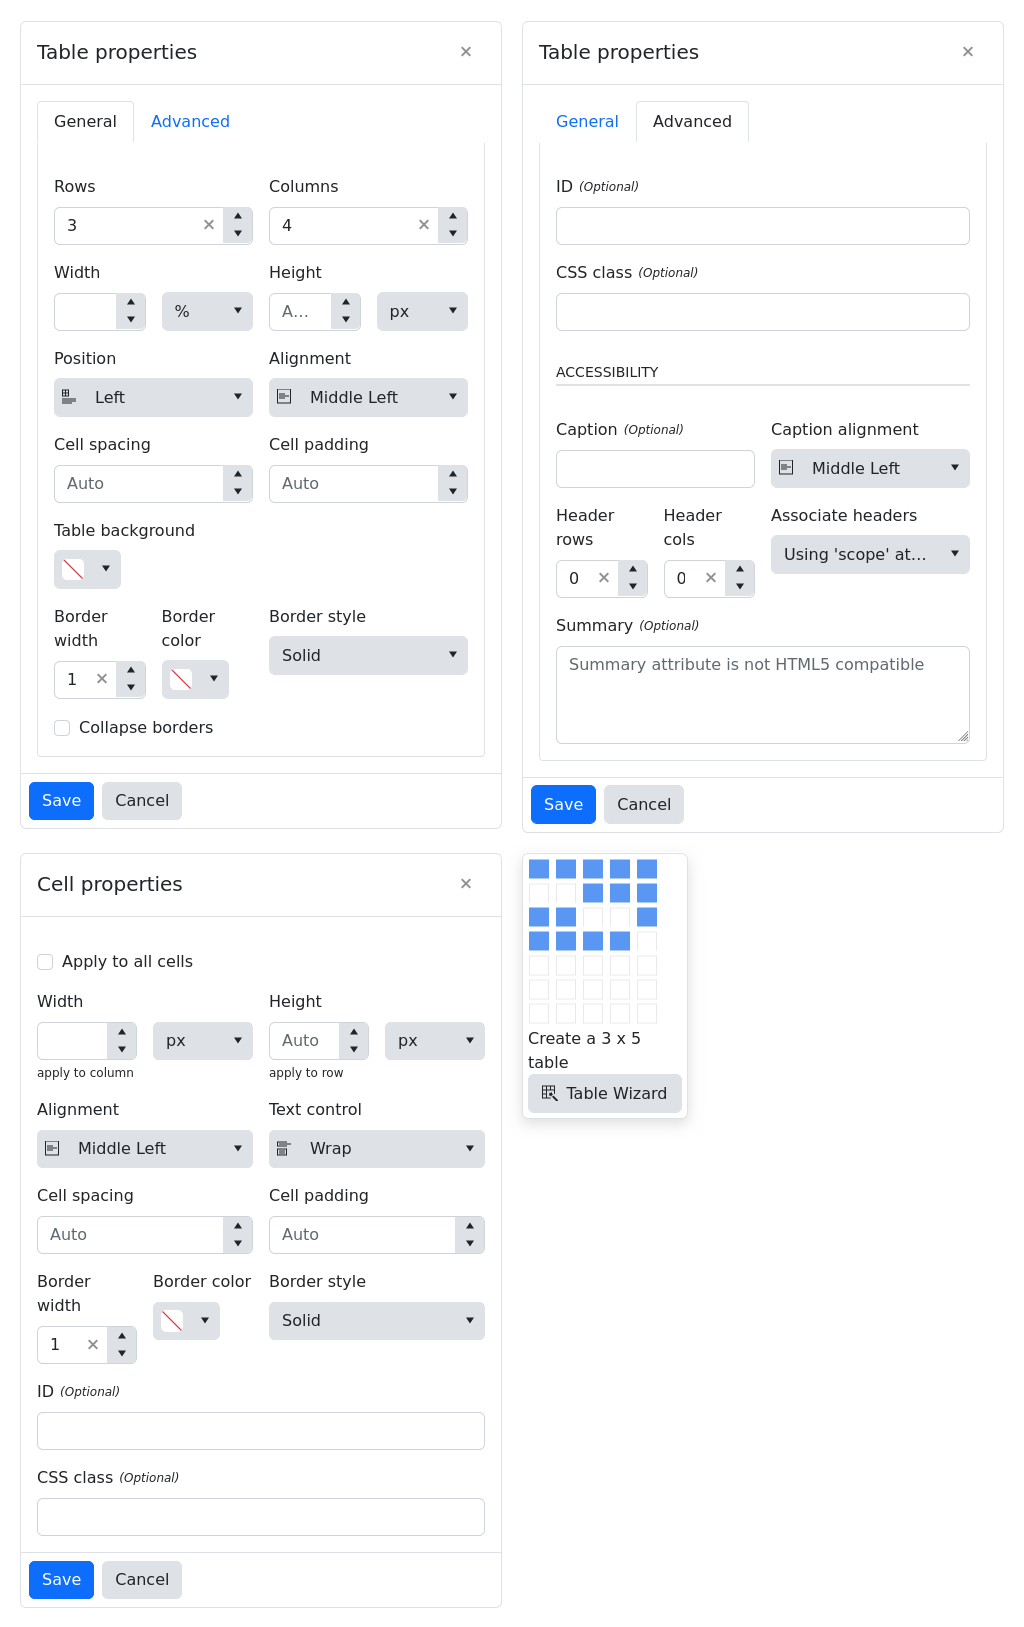 Table properties
General Advanced
Rows Columns
3 4
Width Height
% A... px
Position Alignment
Left Middle Left
Cell spacing Cell padding
Auto Auto
Table background
Border width Border color Border style
1 Solid
Collapse borders
Save Cancel
Table properties
General Advanced
ID (Optional)
CSS class (Optional)
ACCESSIBILITY
Caption (Optional) Caption alignment
Middle Left
Header rows Header cols Associate headers
0 0 Using 'scope' at...
Summary (Optional)
Summary attribute is not HTML5 compatible
Save Cancel
Cell properties
Apply to all cells
Width Height
px Auto px
apply to column apply to row
Alignment Text control
Middle Left Wrap
Cell spacing Cell padding
Auto Auto
Border width Border color Border style
1 Solid
ID (Optional)
CSS class (Optional)
Save Cancel
Create a 3 x 5
table
Table Wizard